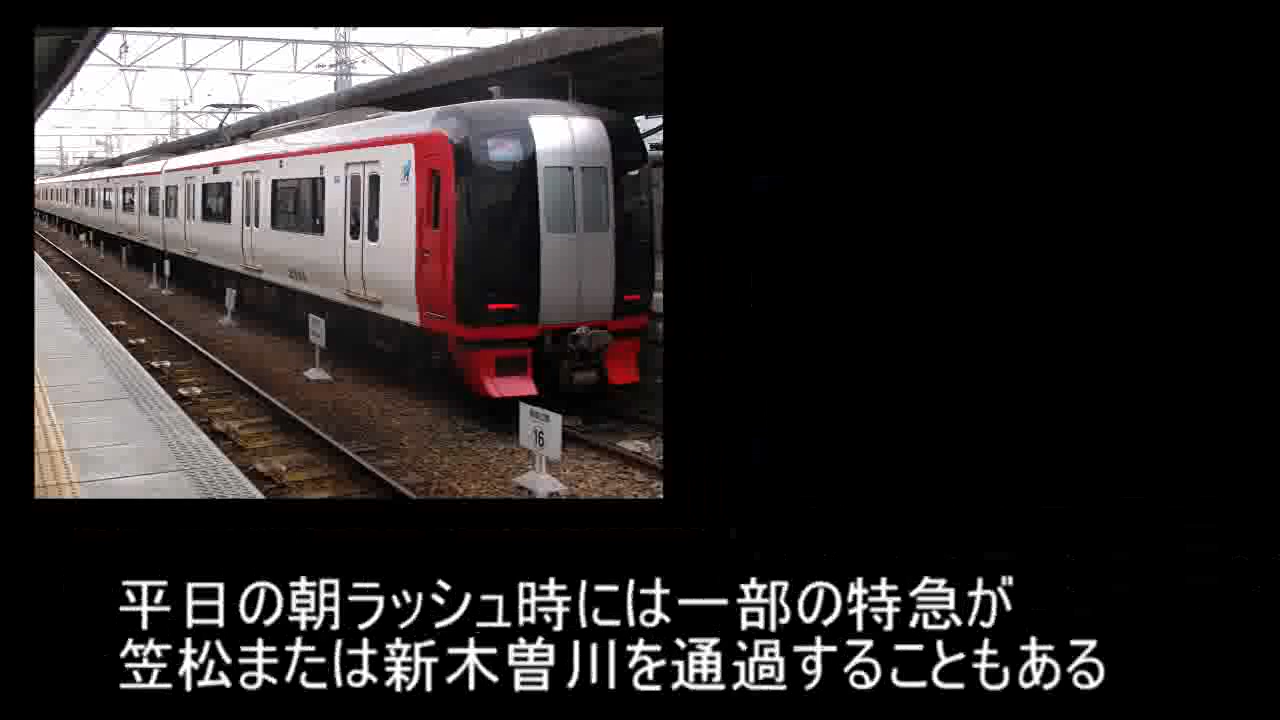 16
平日の朝ラッシュ時には一部の特急が
笠松または新木曽川を通過することもある